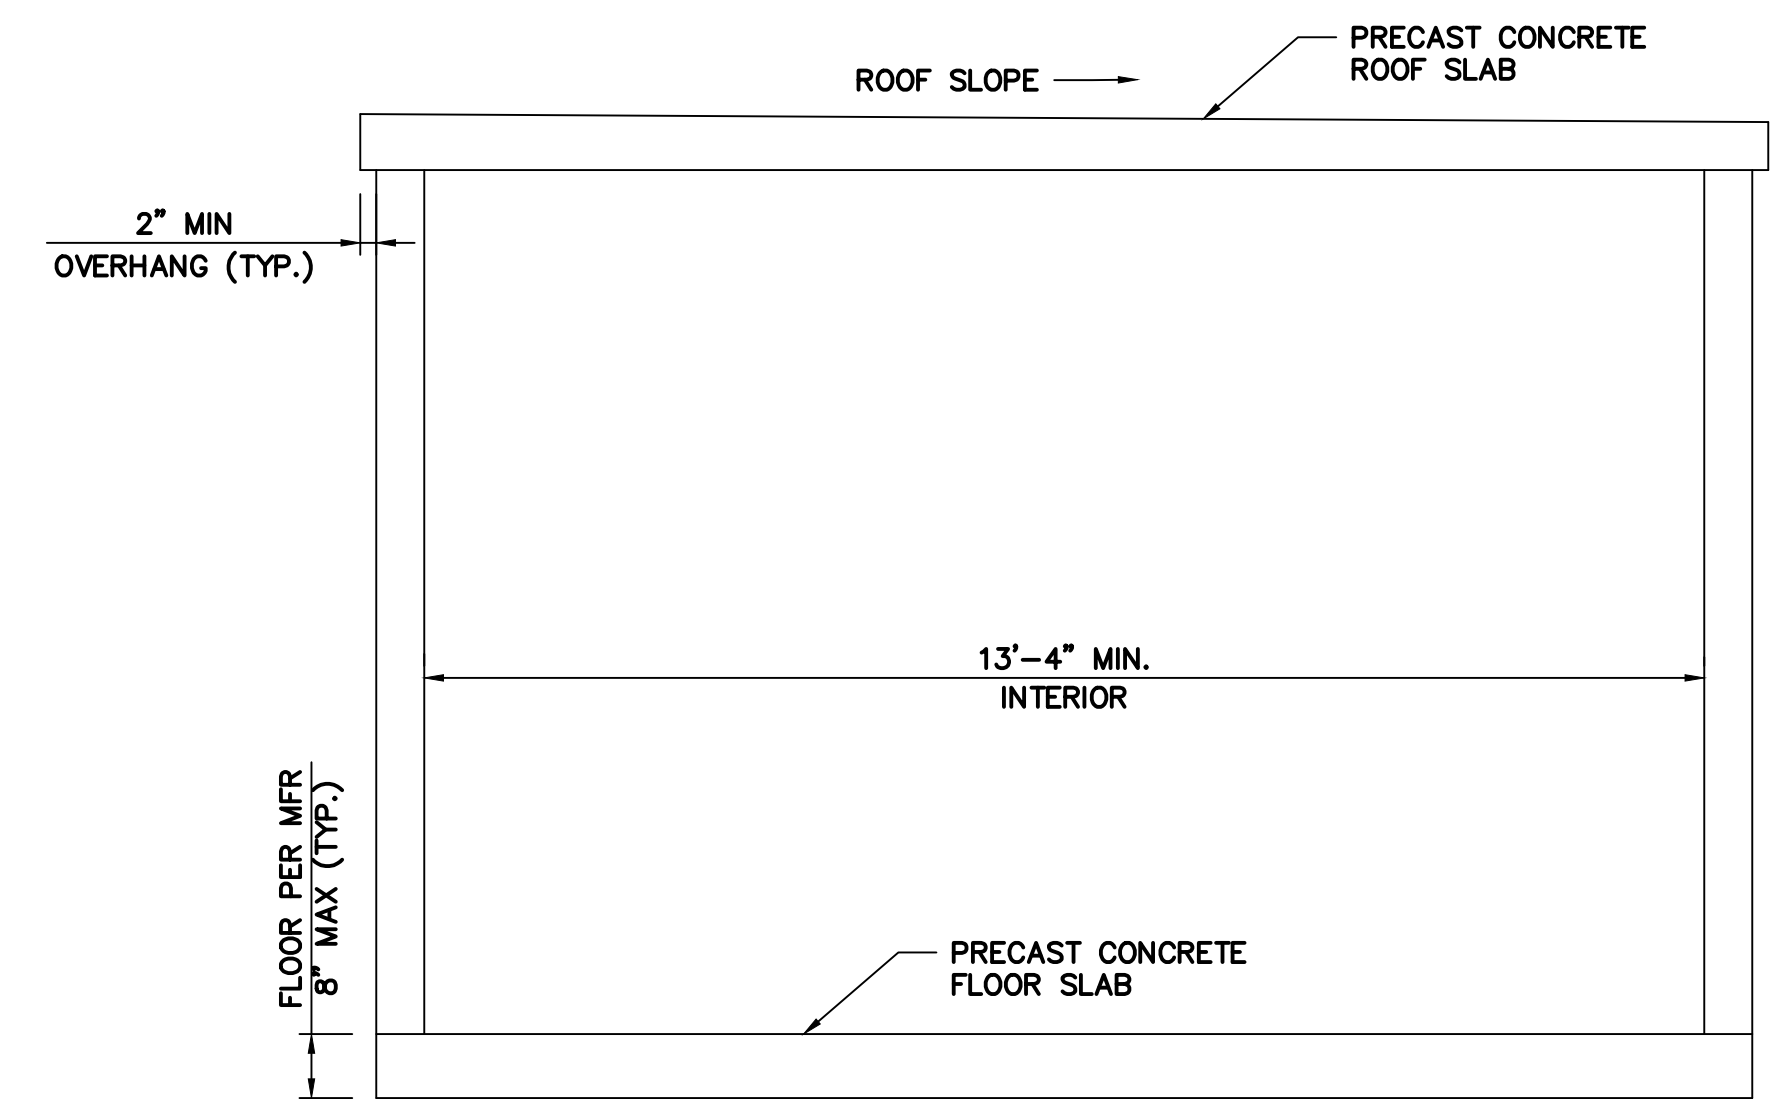 PRECAST CONCRETE
ROOF SLAB
ROOF SLOPE
2" MIN
OVERHANG (TYP.)
13'-4" MIN.
INTERIOR
FLOOR PER MFR
8" MAX (TYP.)
PRECAST CONCRETE
FLOOR SLAB